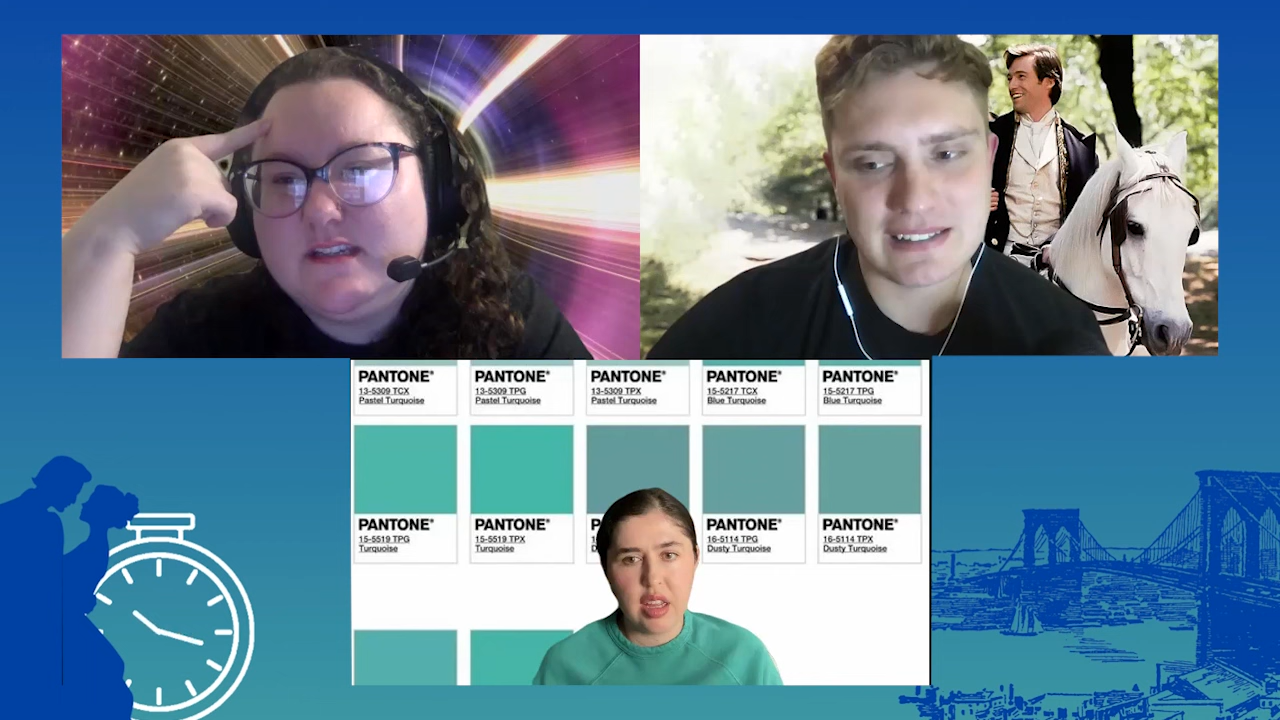 PANTONE®
13-5309 TCX
Pastel Turquoise
PANTONE®
13-5309 TPG
Pastel Turquoise
PANTONE®
13-5309 TPX
Pastel Turquoise
PANTONE®
15-5217 TCX
Blue Turquoise
PANTONE®
15-5217 TPG
Blue Turquoise
PANTONE®
15-5519 TPG
Turquoise
PANTONE®
15-5519 TPX
Turquoise
PANTONE®
16-5114 TPG
Dusty Turquoise
PANTONE®
16-5114 TPX
Dusty Turquoise